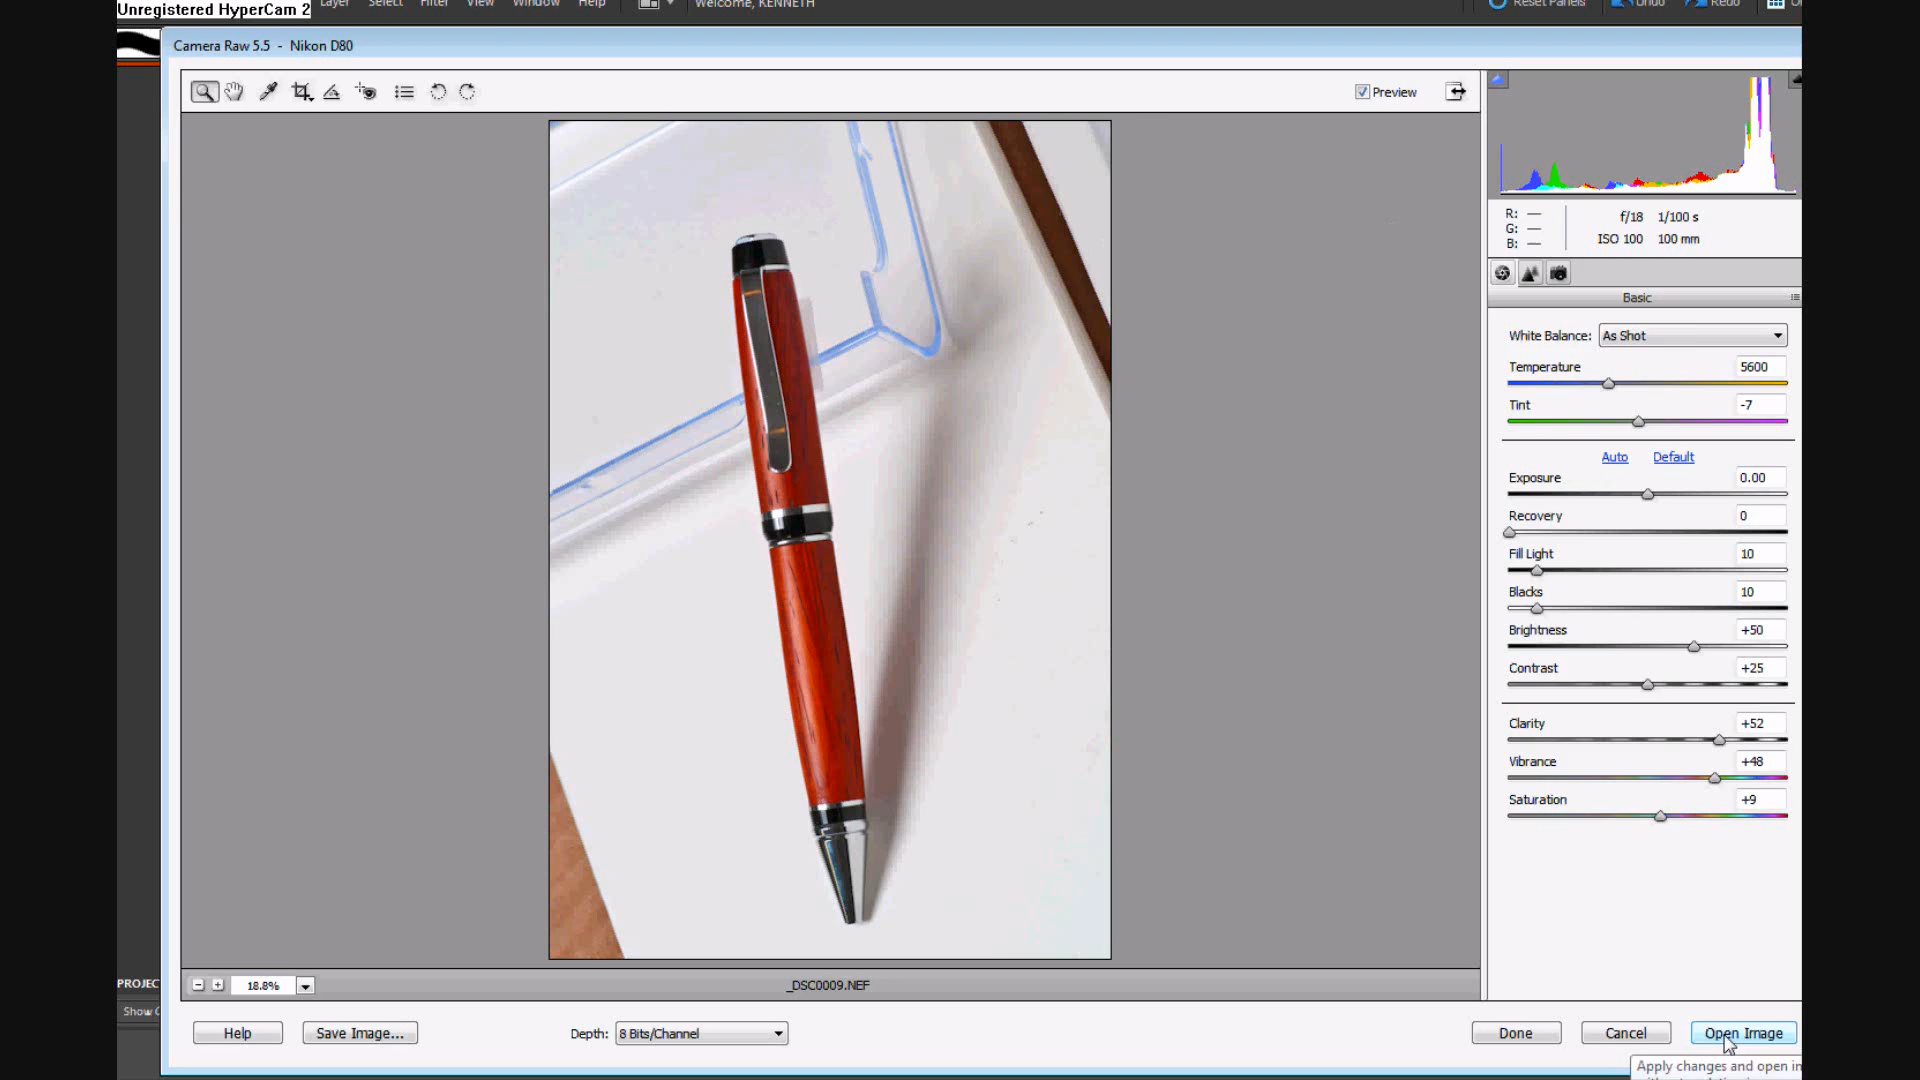 Unregistered HyperCam 2
Layer Select Filter View Window Help Welcome, KENNETH Reset Panels Undo Redo
Camera Raw 5.5 - Nikon D80
Preview
R: —
G: —
B: —
f/18 1/100 s
ISO 100 100 mm
Basic
White Balance: As Shot
Temperature 5600
Tint -7
Auto Default
Exposure 0.00
Recovery 0
Fill Light 10
Blacks 10
Brightness +50
Contrast +25
Clarity +52
Vibrance +48
Saturation +9
PROJEC
18.8% _DSC0009.NEF
Show
Help Save Image... Depth: 8 Bits/Channel Done Cancel Open Image
Apply changes and open